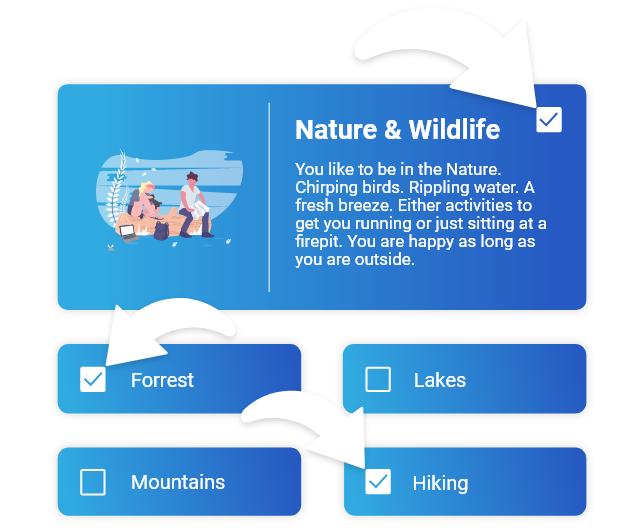 Nature & Wildlife
You like to be in the Nature.
Chirping birds. Rippling water. A
fresh breeze. Either activities to
get you running or just sitting at a
firepit. You are happy as long as
you are outside.
Forrest
Lakes
Mountains
Hiking